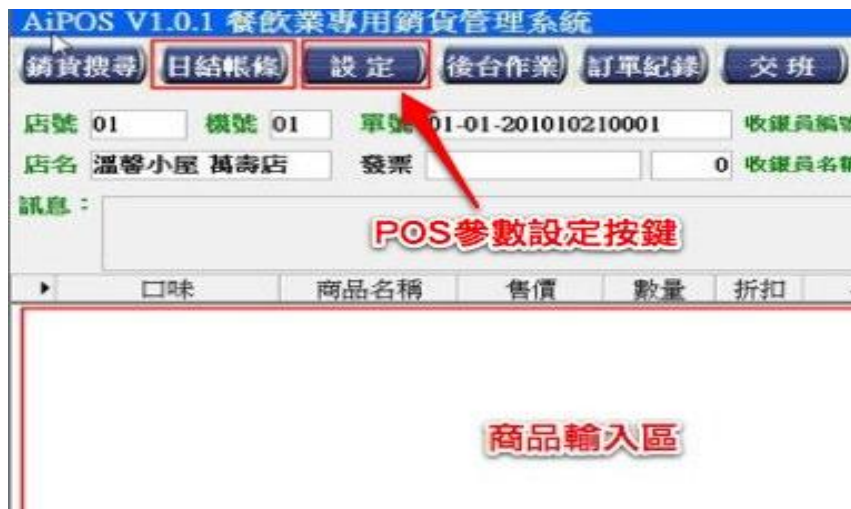 AiPOS V1.0.1 餐飲業專用銷貨管理系統
銷貨搜尋 日結帳條 設定 後台作業 訂單紀錄 交班
店號 01 機號 01 單號 01-01-201010210001 收銀員編號
店名 溫馨小屋 萬壽店 發票 0 收銀員名稱
訊息：
POS參數設定按鍵
口味 商品名稱 售價 數量 折扣
商品輸入區